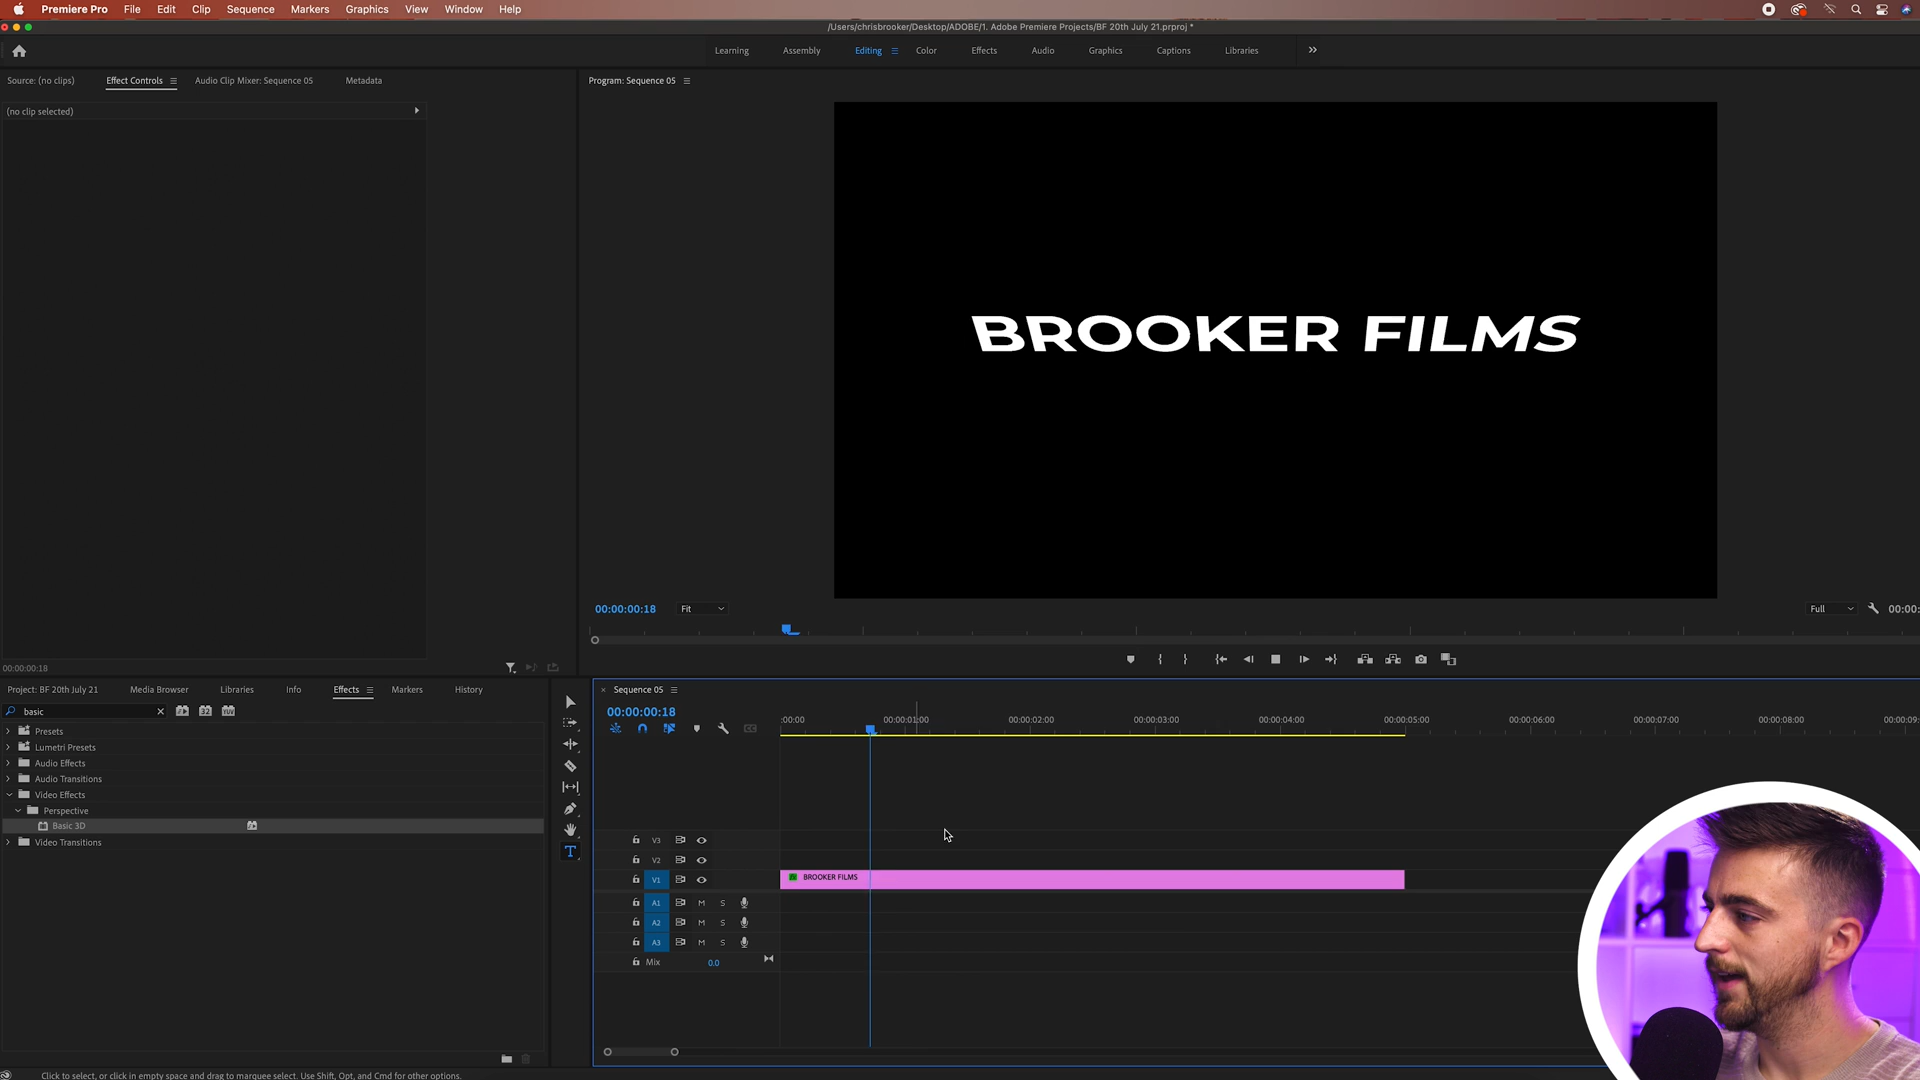 Premiere Pro File Edit Clip Sequence Markers Graphics View Window Help
/Users/chrisbrooker/Desktop/ADOBE/1. Adobe Premiere Projects/BF 20th July 21.prproj *
Learning Assembly Editing Color Effects Audio Graphics Captions Libraries
Source: (no clips) Effect Controls Audio Clip Mixer: Sequence 05 Metadata
Program: Sequence 05
(no clip selected)
BROOKER FILMS
00:00:00:18 Fit Full 00:00:
00:00:00:18
Project: BF 20th July 21 Media Browser Libraries Info Effects Markers History
basic
Presets
Lumetri Presets
Audio Effects
Audio Transitions
Video Effects
Perspective
Basic 3D
Video Transitions
× Sequence 05
00:00:00:18
:00:00 00:00:01:00 00:00:02:00 00:00:03:00 00:00:04:00 00:00:05:00 00:00:06:00 00:00:07:00 00:00:08:00 00:00:09:
V3
V2
V1 BROOKER FILMS
A1 M S
A2 M S
A3 M S
Mix 0.0
Click to select, or click in empty space and drag to marquee select. Use Shift, Opt, and Cmd for other options.